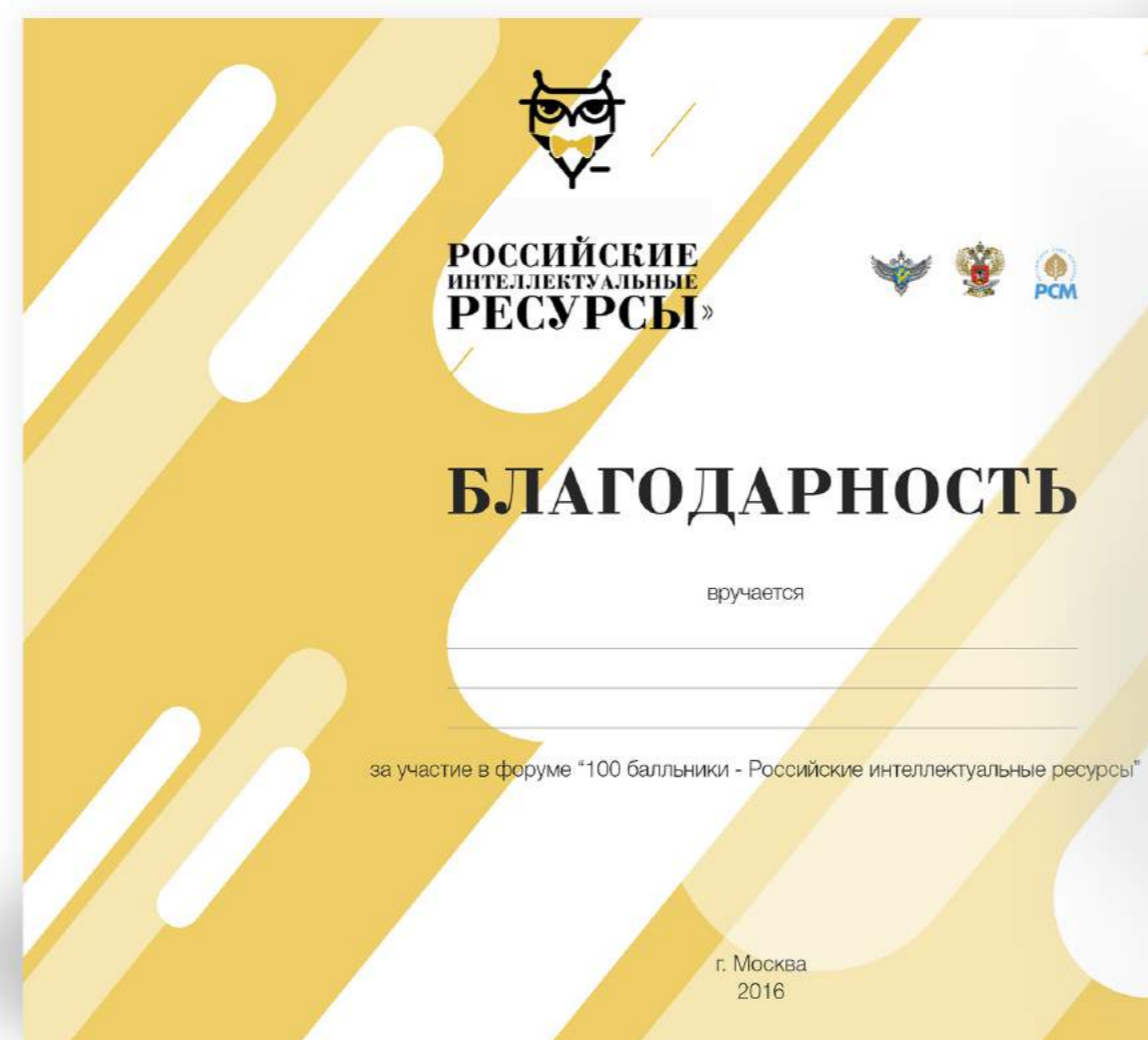 РОССИЙСКИЕ
ИНТЕЛЛЕКТУАЛЬНЫЕ
РЕСУРСЫ»
РСМ
БЛАГОДАРНОСТЬ
вручается
за участие в форуме “100 балльники - Российские интеллектуальные ресурсы”
г. Москва
2016